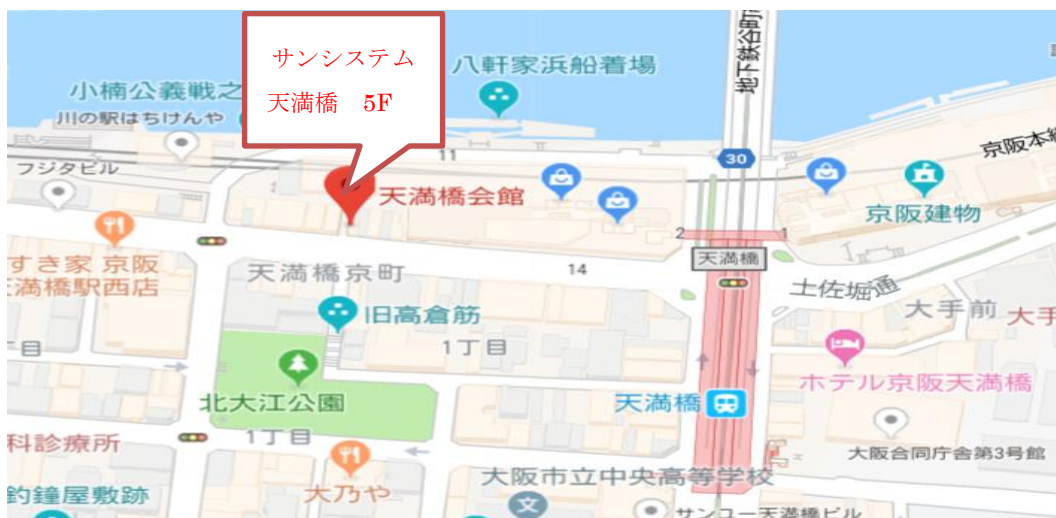 サンシステム
天満橋　5F
八軒家浜船着場
地下鉄谷町
小楠公義戦之
川の駅はちけんや
11
30
京阪本線
フジタビル
天満橋会館
京阪建物
2
1
すき家 京阪
天満橋駅西店
天満橋京町
14
天満橋
土佐堀通
旧高倉筋
大手前
大手
1丁目
丁目
ホテル京阪天満橋
北大江公園
天満橋
1丁目
科診療所
大阪合同庁舎第3号館
大乃や
大阪市立中央高等学校
釣鐘屋敷跡
サンユー天満橋ビル